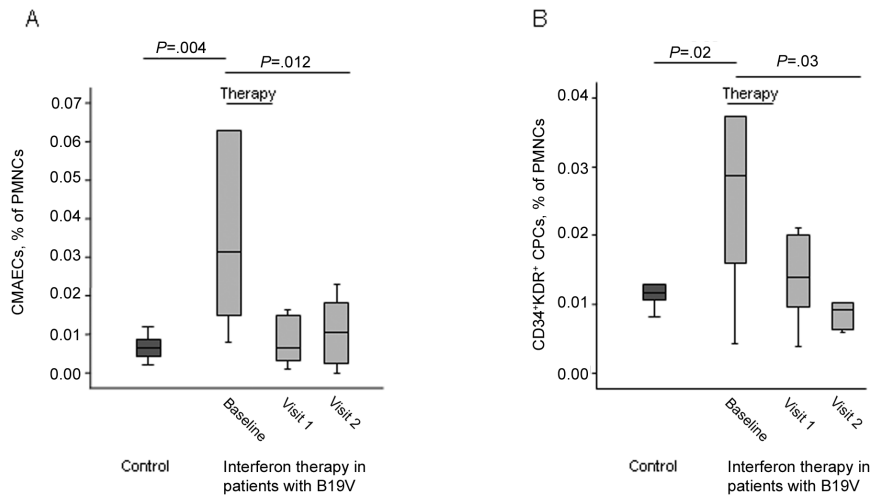 A
P=.004
P=.012
Therapy
CMAECs, % of PMNCs
0.07
0.06
0.05
0.04
0.03
0.02
0.01
0.00
Baseline
Visit 1
Visit 2
Control
Interferon therapy in
patients with B19V
B
P=.02
P=.03
Therapy
CD34⁺KDR⁺ CPCs, % of PMNCs
0.04
0.03
0.02
0.01
0.00
Baseline
Visit 1
Visit 2
Control
Interferon therapy in
patients with B19V